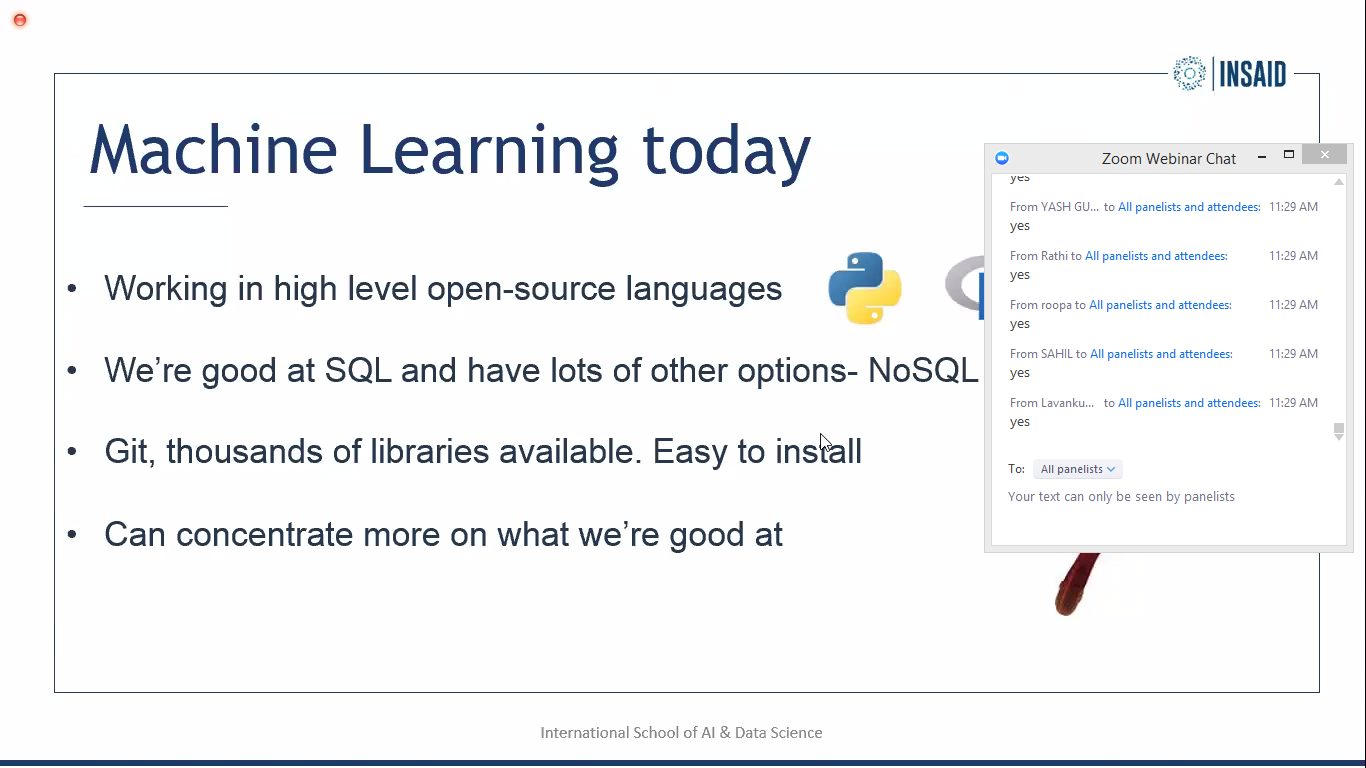 INSAID
Machine Learning today
• Working in high level open-source languages
• We’re good at SQL and have lots of other options- NoSQL
• Git, thousands of libraries available. Easy to install
• Can concentrate more on what we’re good at
Zoom Webinar Chat
yes
From YASH GU... to All panelists and attendees: 11:29 AM
yes
From Rathi to All panelists and attendees: 11:29 AM
yes
From roopa to All panelists and attendees: 11:29 AM
yes
From SAHIL to All panelists and attendees: 11:29 AM
yes
From Lavanku... to All panelists and attendees: 11:29 AM
yes
To: All panelists
Your text can only be seen by panelists
International School of AI & Data Science